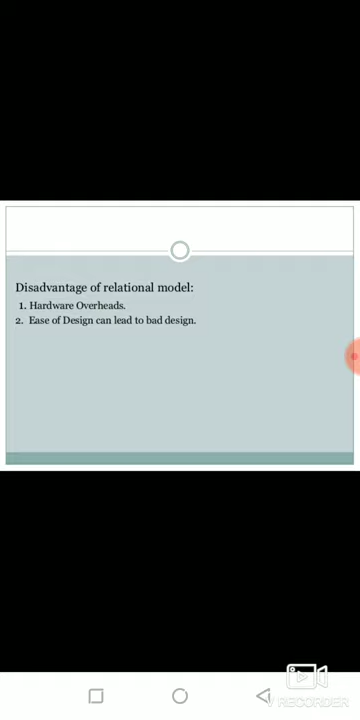 Disadvantage of relational model:
1. Hardware Overheads.
2. Ease of Design can lead to bad design.
RECORDER